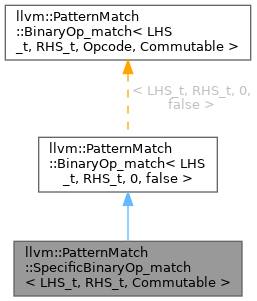 llvm::PatternMatch
::BinaryOp_match< LHS
_t, RHS_t, Opcode, Commutable >
< LHS_t, RHS_t, 0,
false >
llvm::PatternMatch
::BinaryOp_match< LHS
_t, RHS_t, 0, false >
llvm::PatternMatch
::SpecificBinaryOp_match
< LHS_t, RHS_t, Commutable >